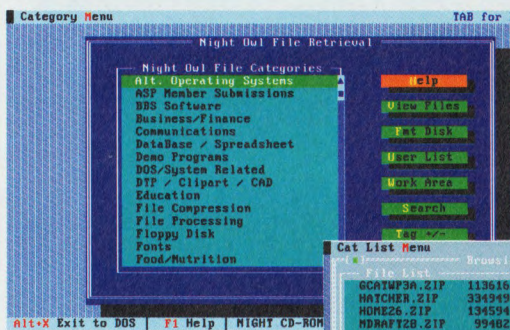 Category Menu TAB for
Night Owl File Retrieval
Night Owl File Categories
Alt. Operating Systems
ASP Member Submissions
BBS Software
Business/Finance
Communications
DataBase / Spreadsheet
Demo Programs
DOS/System Related
DTP / Clipart / CAD
Education
File Compression
File Processing
Floppy Disk
Fonts
Food/Nutrition
Help
View Files
Fmt Disk
User List
Work Area
Search
Tag +/-
Cat List Menu
Browsi
File List
GCATWP3A.ZIP 113616
HATCHER.ZIP 334949
HOMEZ6.ZIP 134594
MDRAFTZB.ZIP 99482
Alt+X Exit to DOS F1 Help NIGHT CD-ROM